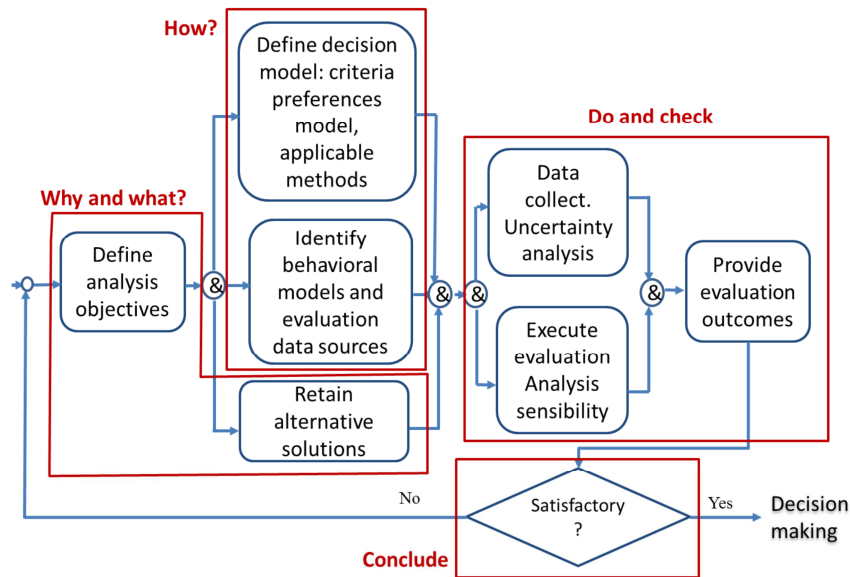 How?
Define decision
model: criteria
preferences
model,
applicable
methods
Do and check
Data
collect.
Uncertainty
analysis
Why and what?
Define
analysis
objectives
&
Identify
behavioral
models and
evaluation
data sources
&
&
&
Provide
evaluation
outcomes
Execute
evaluation
Analysis
sensibility
Retain
alternative
solutions
No
Satisfactory
?
Yes
Decision
making
Conclude